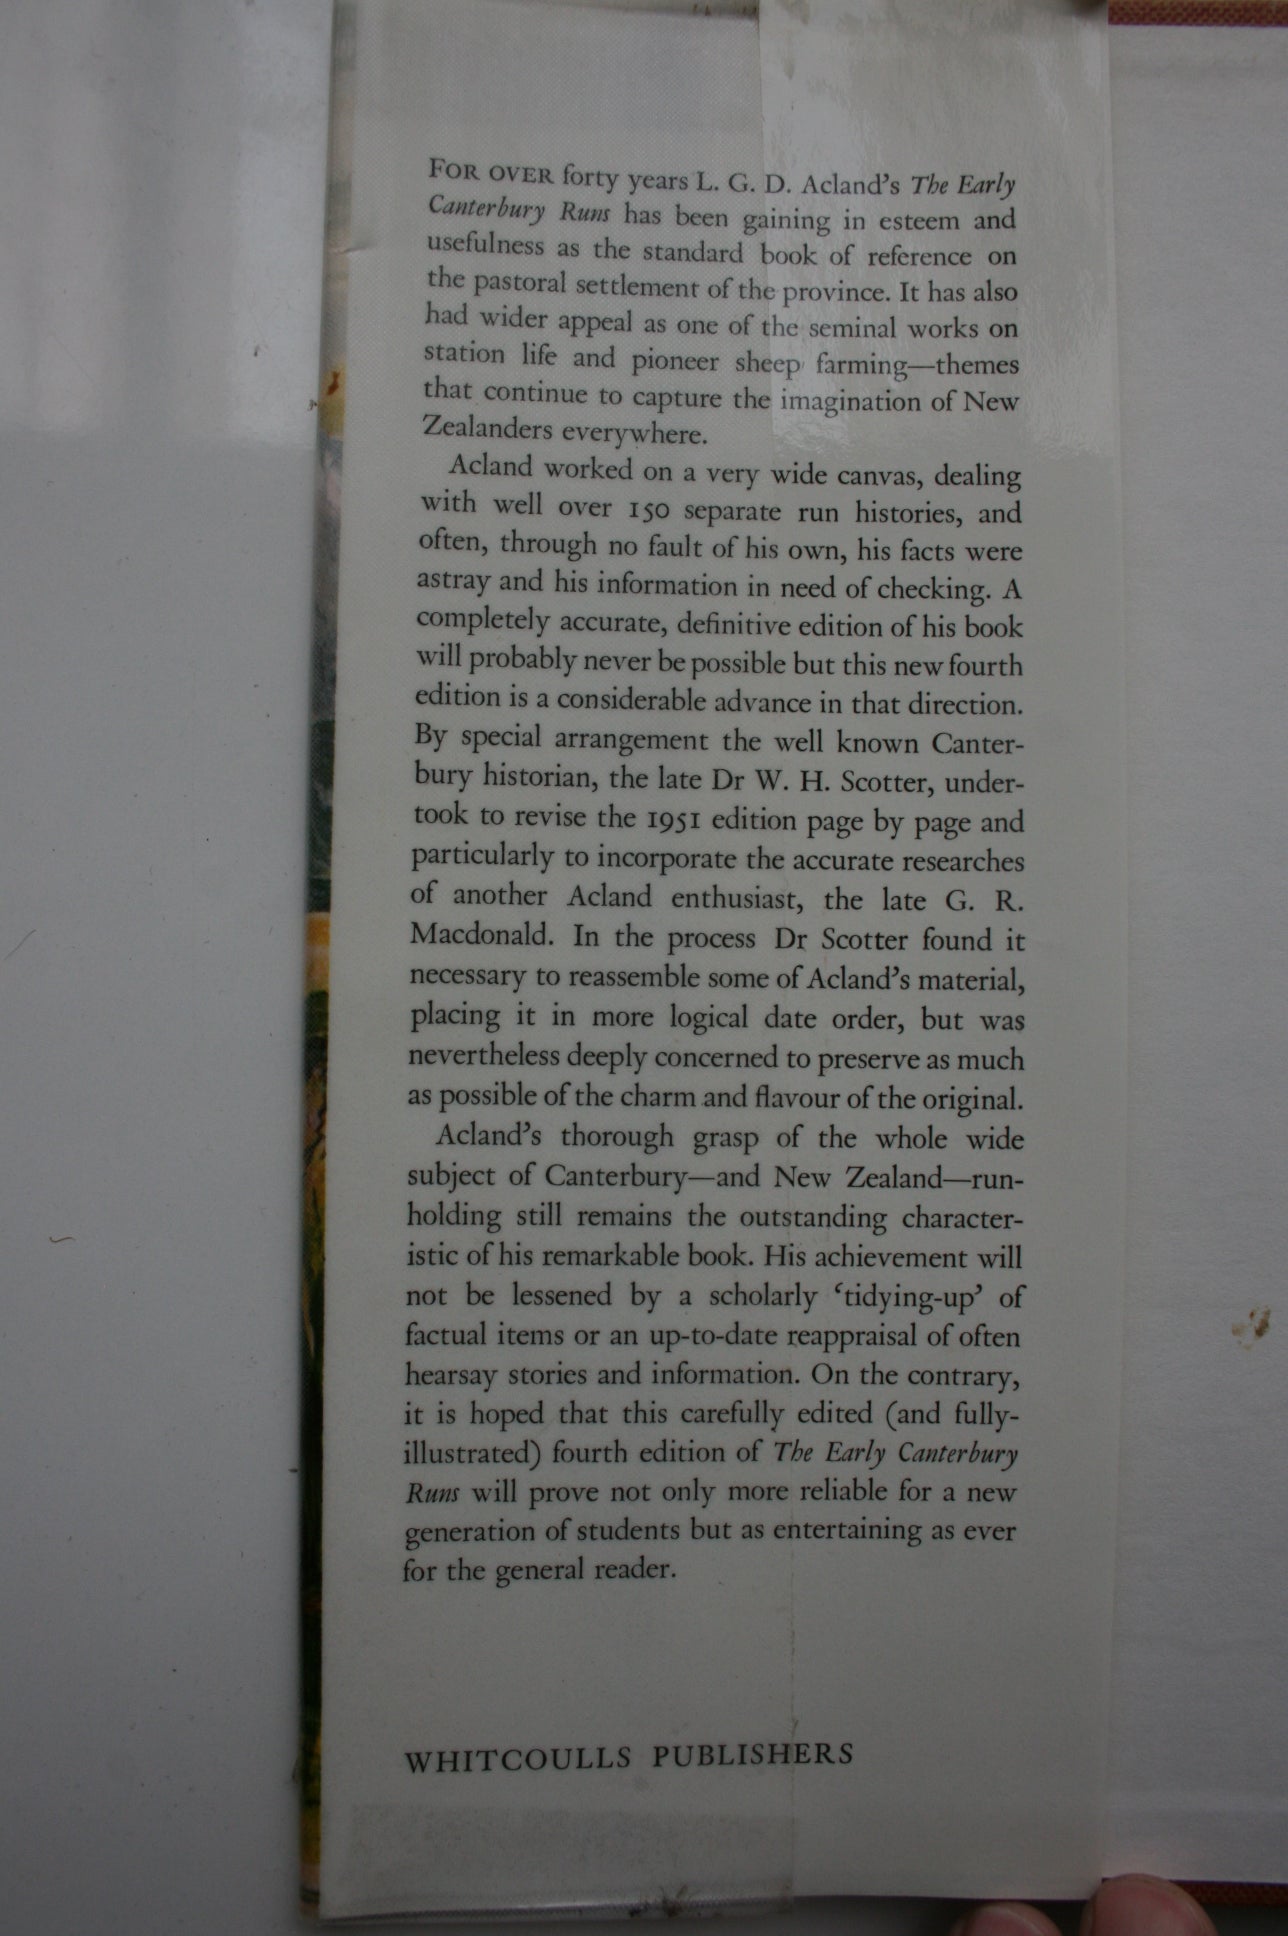 FOR OVER forty years L. G. D. Acland's The Early
Canterbury Runs has been gaining in esteem and
usefulness as the standard book of reference on
the pastoral settlement of the province. It has also
had wider appeal as one of the seminal works on
station life and pioneer sheep farming—themes
that continue to capture the imagination of New
Zealanders everywhere.
Acland worked on a very wide canvas, dealing
with well over 150 separate run histories, and
often, through no fault of his own, his facts were
astray and his information in need of checking. A
completely accurate, definitive edition of his book
will probably never be possible but this new fourth
edition is a considerable advance in that direction.
By special arrangement the well known Canter-
bury historian, the late Dr W. H. Scotter, under-
took to revise the 1951 edition page by page and
particularly to incorporate the accurate researches
of another Acland enthusiast, the late G. R.
Macdonald. In the process Dr Scotter found it
necessary to reassemble some of Acland's material,
placing it in more logical date order, but was
nevertheless deeply concerned to preserve as much
as possible of the charm and flavour of the original.
Acland's thorough grasp of the whole wide
subject of Canterbury—and New Zealand—run-
holding still remains the outstanding character-
istic of his remarkable book. His achievement will
not be lessened by a scholarly 'tidying-up' of
factual items or an up-to-date reappraisal of often
hearsay stories and information. On the contrary,
it is hoped that this carefully edited (and fully-
illustrated) fourth edition of The Early Canterbury
Runs will prove not only more reliable for a new
generation of students but as entertaining as ever
for the general reader.
WHITCOULLS PUBLISHERS